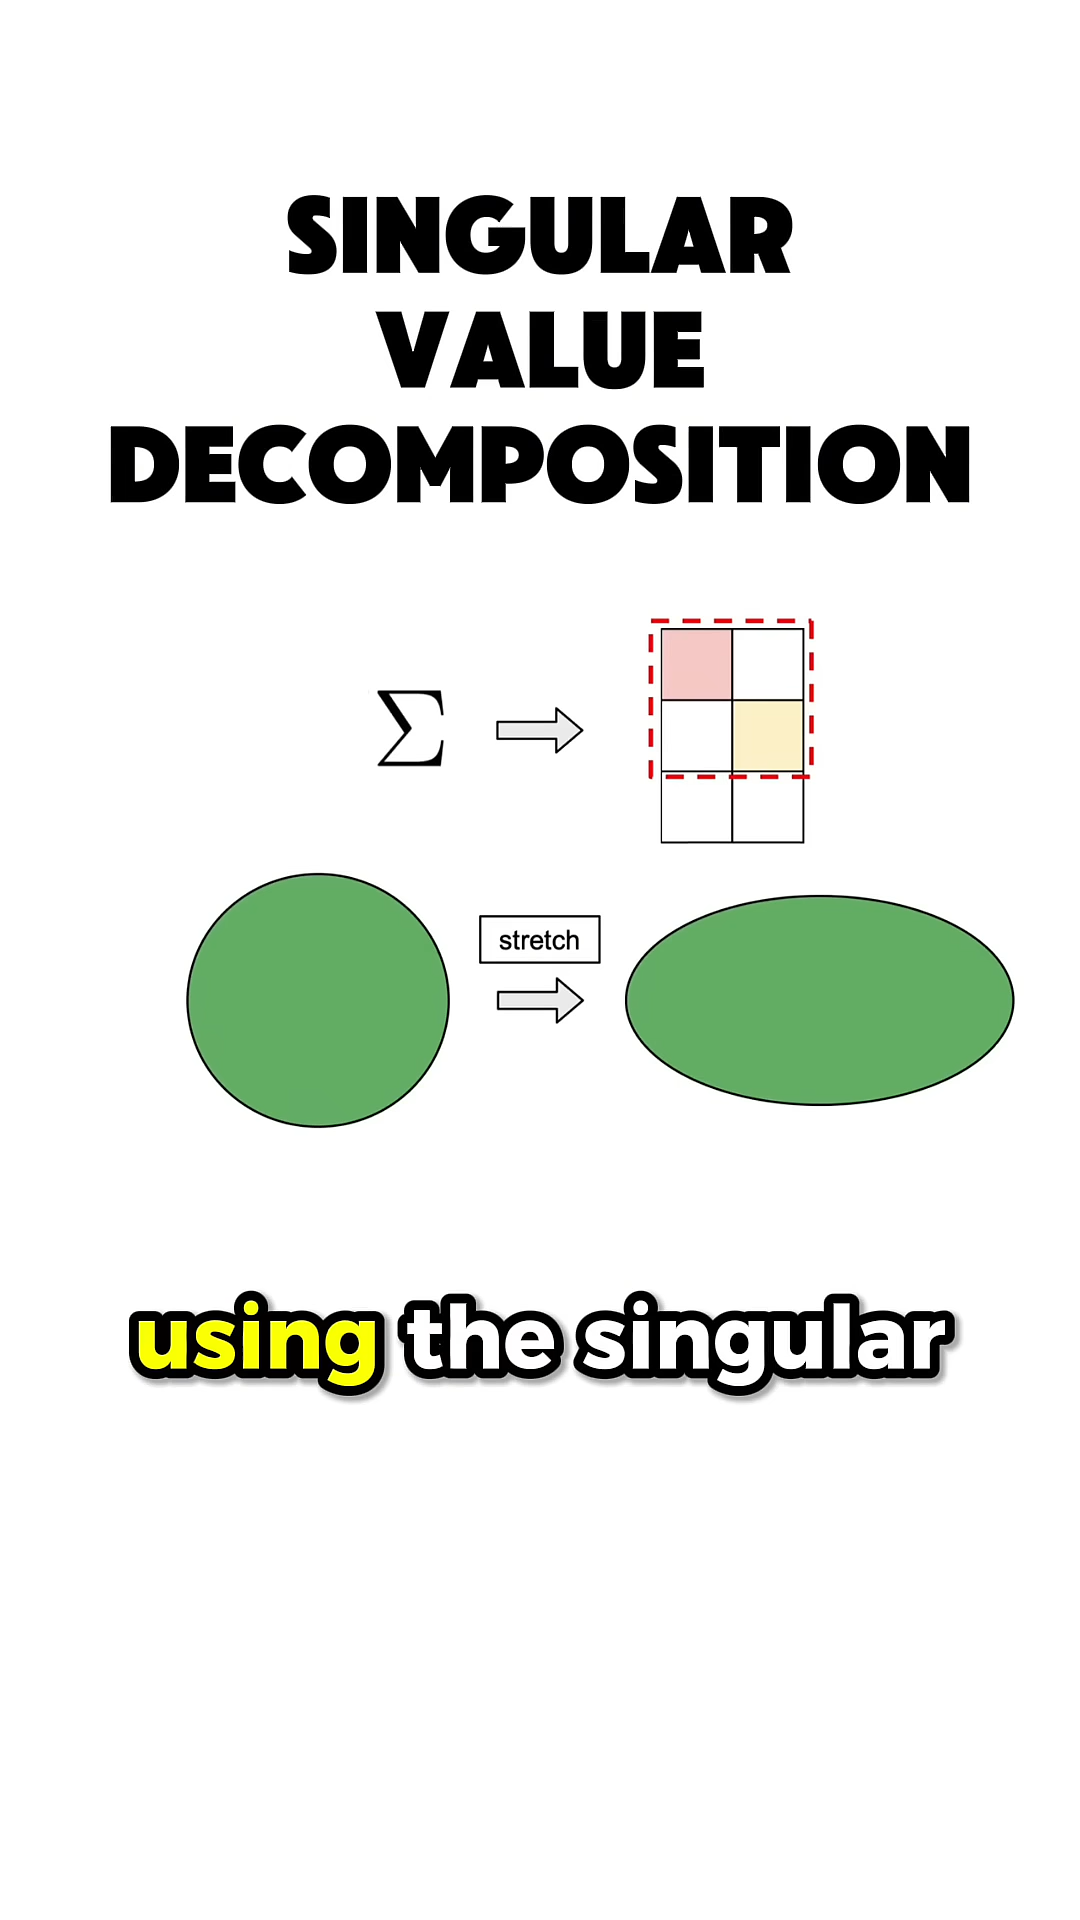 SINGULAR
VALUE
DECOMPOSITION
Σ
stretch
using the singular